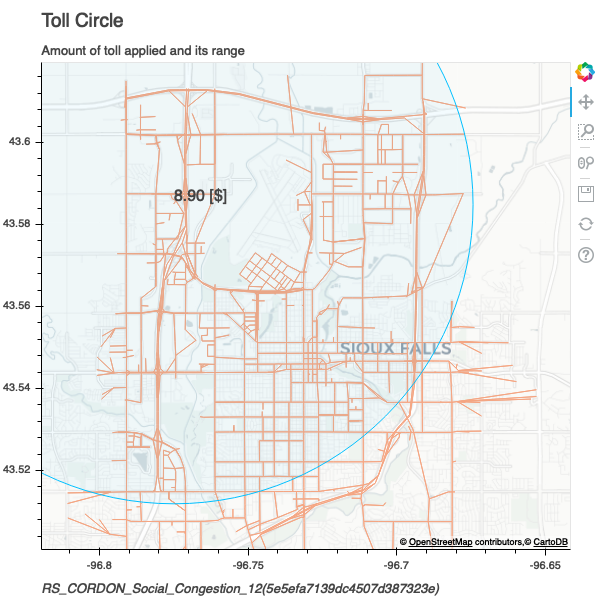 Toll Circle
Amount of toll applied and its range
43.6
8.90 [$]
43.58
43.56
SIOUX FALLS
43.54
43.52
© OpenStreetMap contributors,© CartoDB
-96.8
-96.75
-96.7
-96.65
RS_CORDON_Social_Congestion_12(5e5efa7139dc4507d387323e)